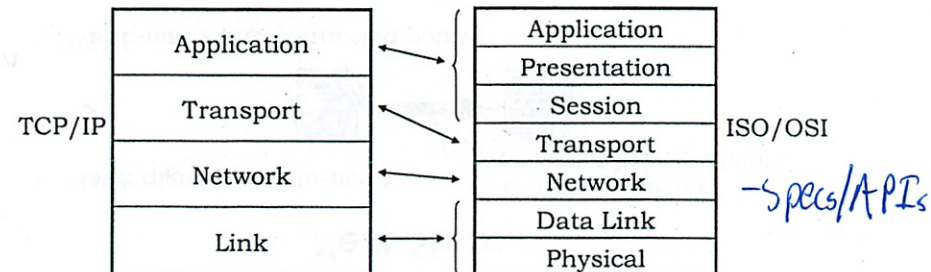 TCP/IP
Application
Transport
Network
Link
Application
Presentation
Session
Transport
Network
Data Link
Physical
ISO/OSI
-Specs/APIs